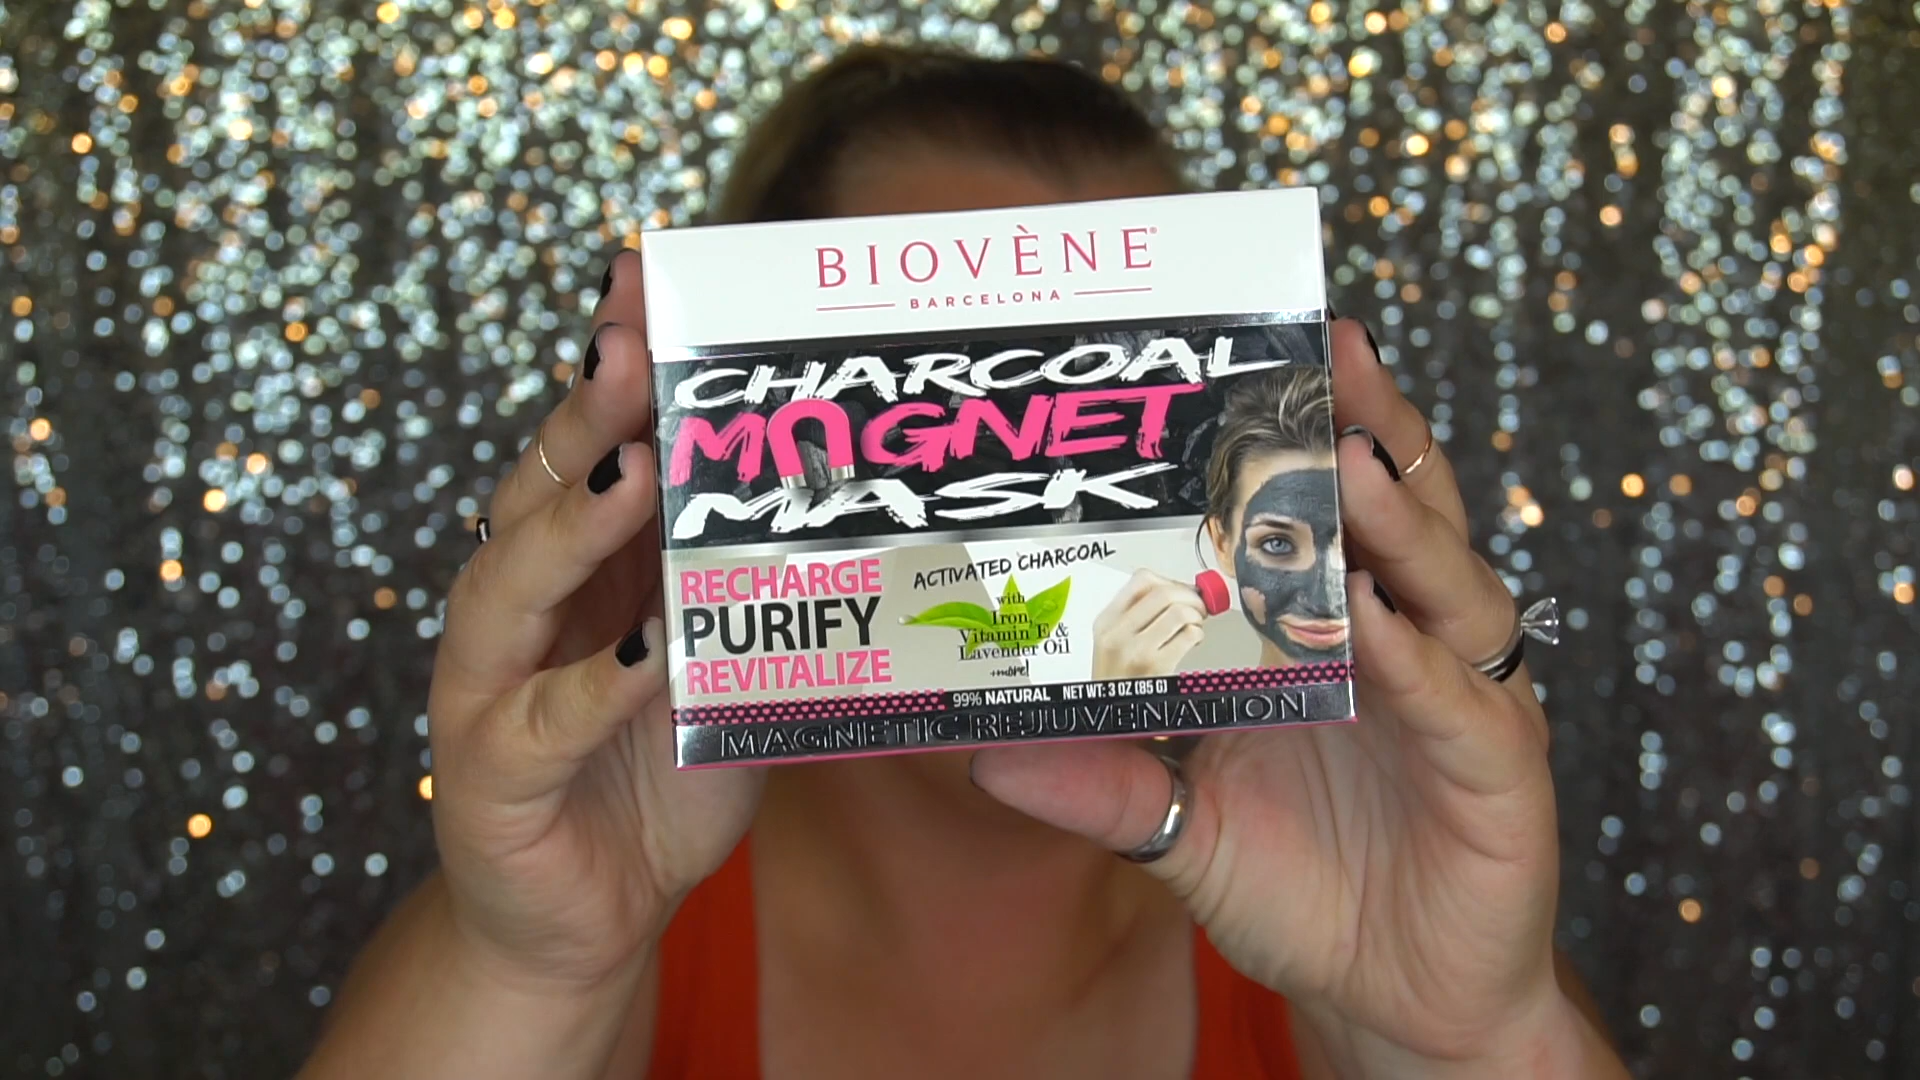 BIOVÈNE®
BARCELONA
CHARCOAL
MAGNET
MASK
RECHARGE
PURIFY
REVITALIZE
ACTIVATED CHARCOAL
with
Iron,
Vitamin E &
Lavender Oil
+more!
99% NATURAL NET WT: 3 OZ (85 G)
MAGNETIC REJUVENATION